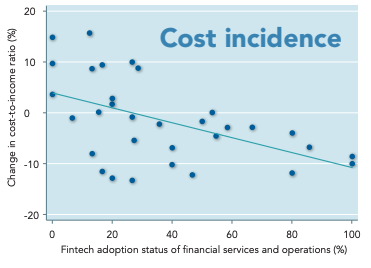 Cost incidence
Change in cost-to-income ratio (%)
20
10
0
-10
-20
0 20 40 60 80 100
Fintech adoption status of financial services and operations (%)